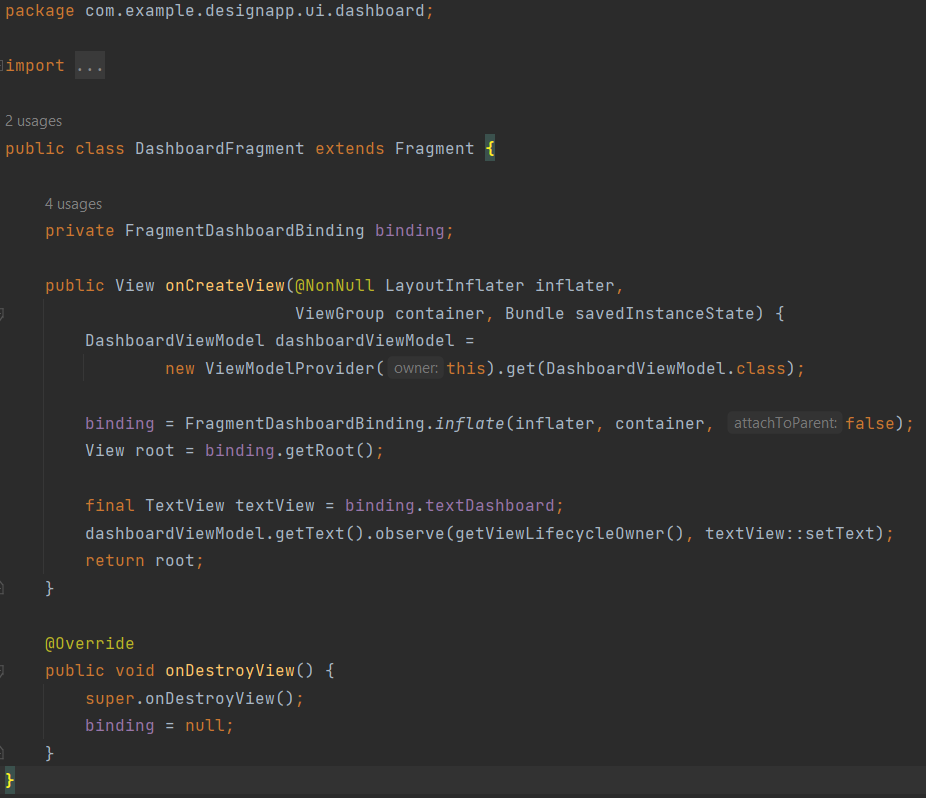 package com.example.designapp.ui.dashboard;
import ...
2 usages
public class DashboardFragment extends Fragment {
4 usages
private FragmentDashboardBinding binding;
public View onCreateView(@NonNull LayoutInflater inflater,
ViewGroup container, Bundle savedInstanceState) {
DashboardViewModel dashboardViewModel =
new ViewModelProvider( owner: this).get(DashboardViewModel.class);
binding = FragmentDashboardBinding.inflate(inflater, container, attachToParent: false);
View root = binding.getRoot();
final TextView textView = binding.textDashboard;
dashboardViewModel.getText().observe(getViewLifecycleOwner(), textView::setText);
return root;
}
@Override
public void onDestroyView() {
super.onDestroyView();
binding = null;
}
}